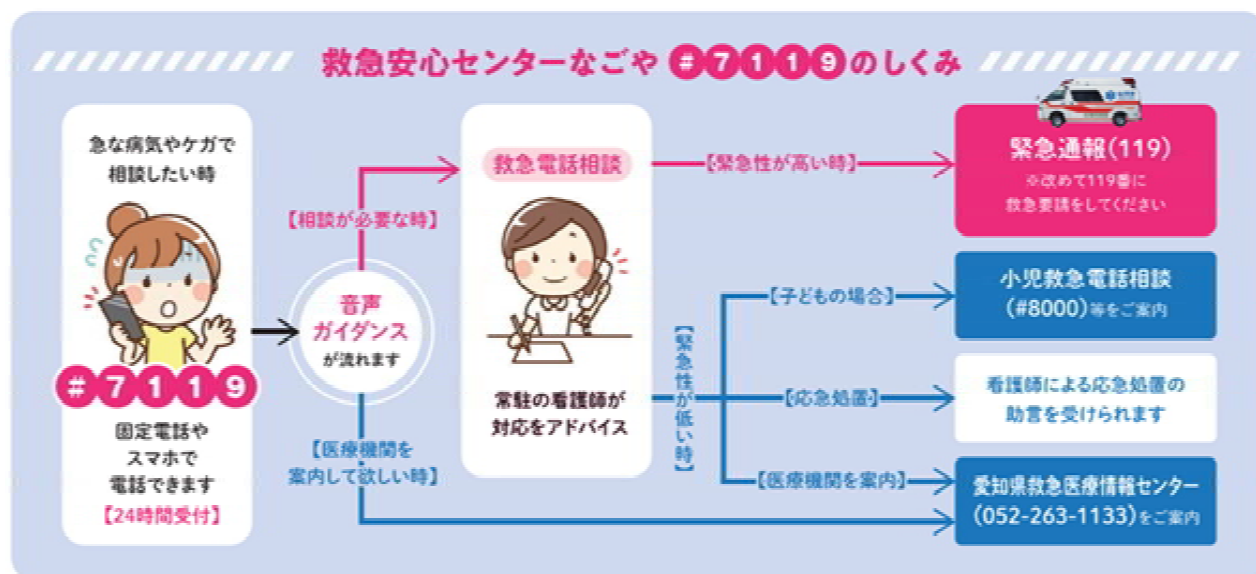 救急安心センターなごや #7119のしくみ
急な病気やケガで
相談したい時
#7119
固定電話や
スマホで
電話できます
【24時間受付】
音声
ガイダンス
が流れます
【相談が必要な時】
【医療機関を
案内して欲しい時】
救急電話相談
常駐の看護師が
対応をアドバイス
【緊急性が高い時】
緊急通報(119)
※改めて119番に
救急要請をしてください
【緊急性が低い時】
【子どもの場合】
小児救急電話相談
(#8000)等をご案内
【応急処置】
看護師による応急処置の
助言を受けられます
【医療機関を案内】
愛知県救急医療情報センター
(052-263-1133)をご案内